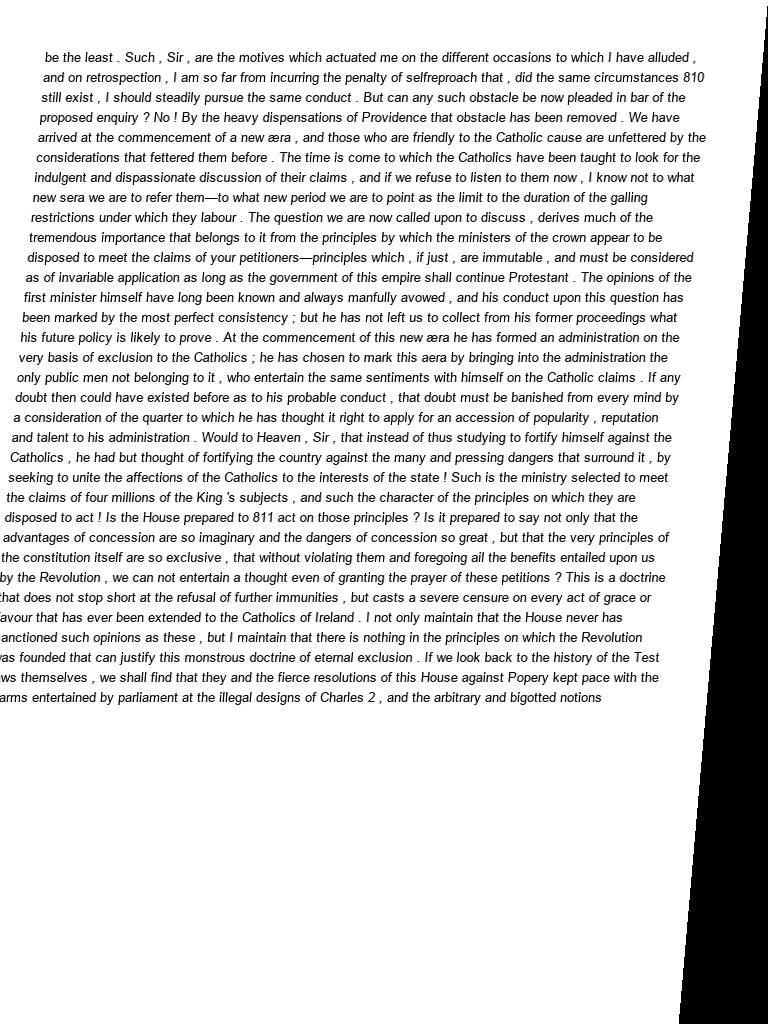 be the least . Such , Sir , are the motives which actuated me on the different occasions to which I have alluded ,
and on retrospection , I am so far from incurring the penalty of selfreproach that , did the same circumstances 810
still exist , I should steadily pursue the same conduct . But can any such obstacle be now pleaded in bar of the
proposed enquiry ? No ! By the heavy dispensations of Providence that obstacle has been removed . We have
arrived at the commencement of a new æra , and those who are friendly to the Catholic cause are unfettered by the
considerations that fettered them before . The time is come to which the Catholics have been taught to look for the
indulgent and dispassionate discussion of their claims , and if we refuse to listen to them now , I know not to what
new sera we are to refer them—to what new period we are to point as the limit to the duration of the galling
restrictions under which they labour . The question we are now called upon to discuss , derives much of the
tremendous importance that belongs to it from the principles by which the ministers of the crown appear to be
disposed to meet the claims of your petitioners—principles which , if just , are immutable , and must be considered
as of invariable application as long as the government of this empire shall continue Protestant . The opinions of the
first minister himself have long been known and always manfully avowed , and his conduct upon this question has
been marked by the most perfect consistency ; but he has not left us to collect from his former proceedings what
his future policy is likely to prove . At the commencement of this new æra he has formed an administration on the
very basis of exclusion to the Catholics ; he has chosen to mark this aera by bringing into the administration the
only public men not belonging to it , who entertain the same sentiments with himself on the Catholic claims . If any
doubt then could have existed before as to his probable conduct , that doubt must be banished from every mind by
a consideration of the quarter to which he has thought it right to apply for an accession of popularity , reputation
and talent to his administration . Would to Heaven , Sir , that instead of thus studying to fortify himself against the
Catholics , he had but thought of fortifying the country against the many and pressing dangers that surround it , by
seeking to unite the affections of the Catholics to the interests of the state ! Such is the ministry selected to meet
the claims of four millions of the King 's subjects , and such the character of the principles on which they are
disposed to act ! Is the House prepared to 811 act on those principles ? Is it prepared to say not only that the
advantages of concession are so imaginary and the dangers of concession so great , but that the very principles of
the constitution itself are so exclusive , that without violating them and foregoing ail the benefits entailed upon us
by the Revolution , we can not entertain a thought even of granting the prayer of these petitions ? This is a doctrine
that does not stop short at the refusal of further immunities , but casts a severe censure on every act of grace or
favour that has ever been extended to the Catholics of Ireland . I not only maintain that the House never has
sanctioned such opinions as these , but I maintain that there is nothing in the principles on which the Revolution
was founded that can justify this monstrous doctrine of eternal exclusion . If we look back to the history of the Test
themselves , we shall find that they and the fierce resolutions of this House against Popery kept pace with the
entertained by parliament at the illegal designs of Charles 2 , and the arbitrary and bigotted notions